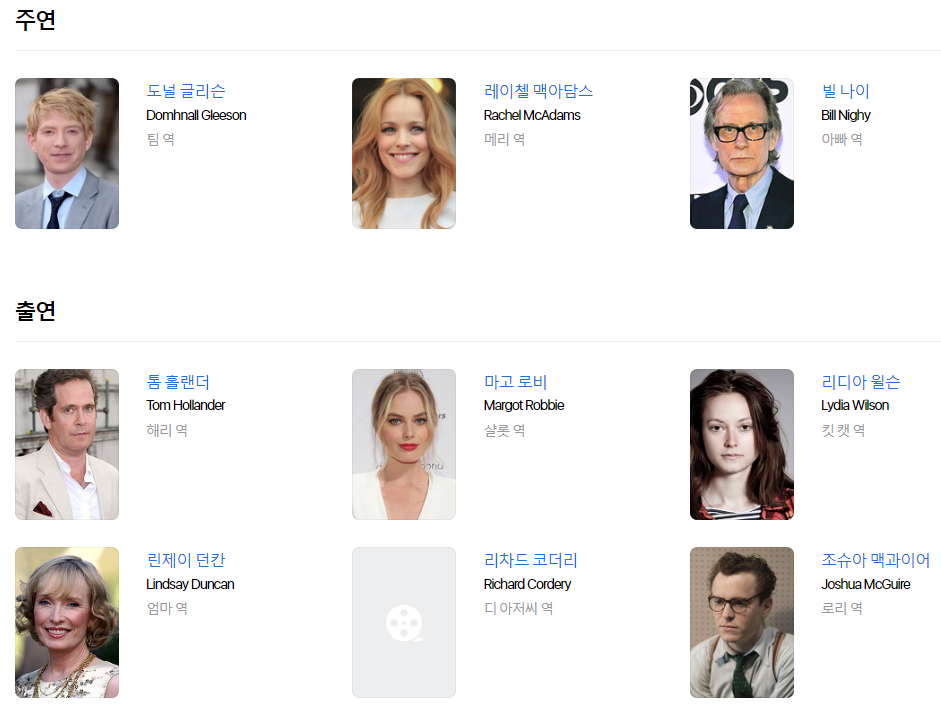 주연
도널 글리슨
Domhnall Gleeson
팀 역
레이첼 맥아담스
Rachel McAdams
메리 역
빌 나이
Bill Nighy
아빠 역
출연
톰 홀랜더
Tom Hollander
해리 역
마고 로비
Margot Robbie
샬롯 역
리디아 윌슨
Lydia Wilson
킷 캣 역
린제이 던칸
Lindsay Duncan
엄마 역
리차드 코더리
Richard Cordery
디 아저씨 역
조슈아 맥과이어
Joshua McGuire
로리 역